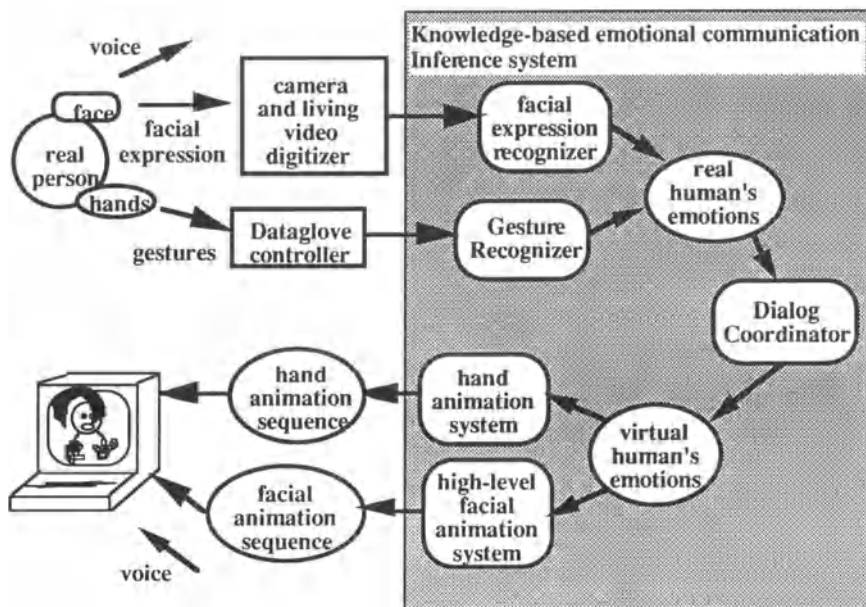 Knowledge-based emotional communication
Inference system
voice
face
real
person
hands
facial
expression
gestures
camera
and living
video
digitizer
Dataglove
controller
facial
expression
recognizer
Gesture
Recognizer
real
human's
emotions
Dialog
Coordinator
virtual
human's
emotions
hand
animation
system
high-level
facial
animation
system
hand
animation
sequence
facial
animation
sequence
voice